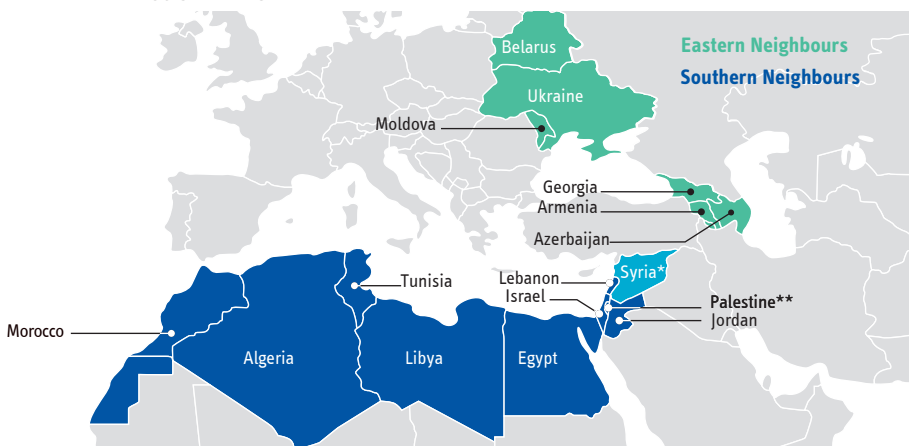 Belarus
Eastern Neighbours
Southern Neighbours
Ukraine
Moldova
Georgia
Armenia
Azerbaijan
Tunisia
Lebanon
Syria*
Israel
Palestine**
Jordan
Morocco
Algeria
Libya
Egypt